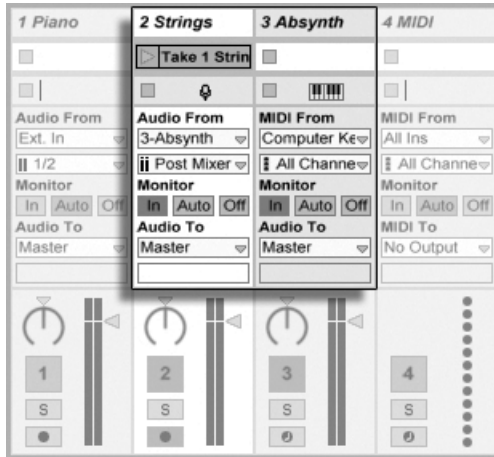 1 Piano 2 Strings 3 Absynth 4 MIDI
Take 1 Strin
Audio From Audio From MIDI From MIDI From
Ext. In 3-Absynth Computer Ke All Ins
1/2 Post Mixer All Channe All Channe
Monitor Monitor Monitor Monitor
In Auto Off In Auto Off In Auto Off In Auto Off
Audio To Audio To Audio To MIDI To
Master Master Master No Output
1 2 3 4
S S S S